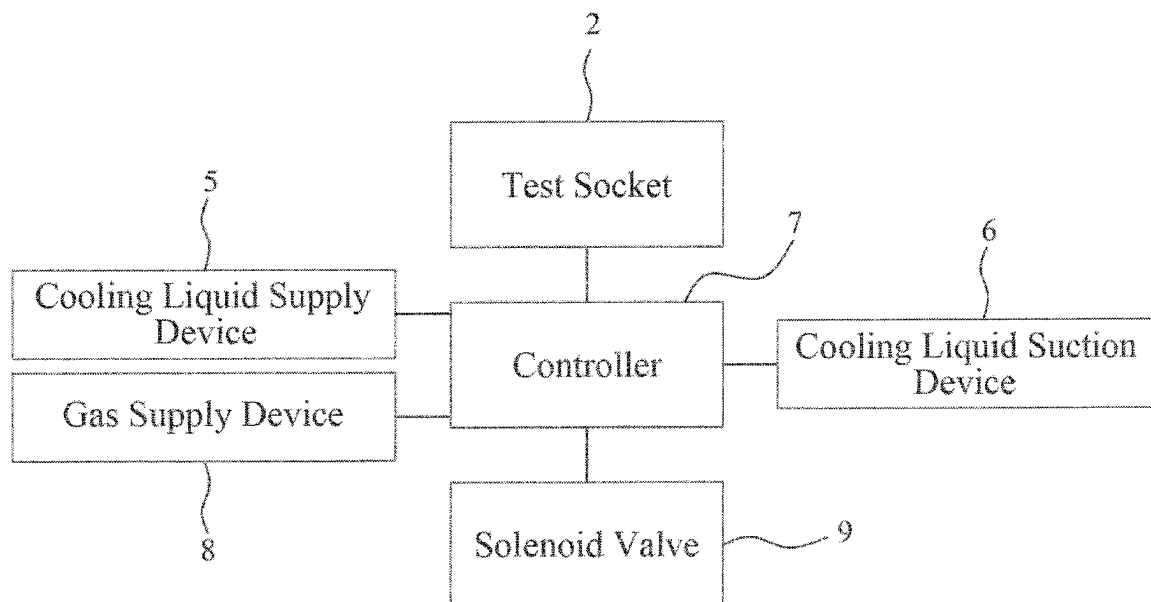 2
Test Socket
5
7
6
Cooling Liquid Supply
Device
Controller
Cooling Liquid Suction
Device
Gas Supply Device
8
Solenoid Valve
9